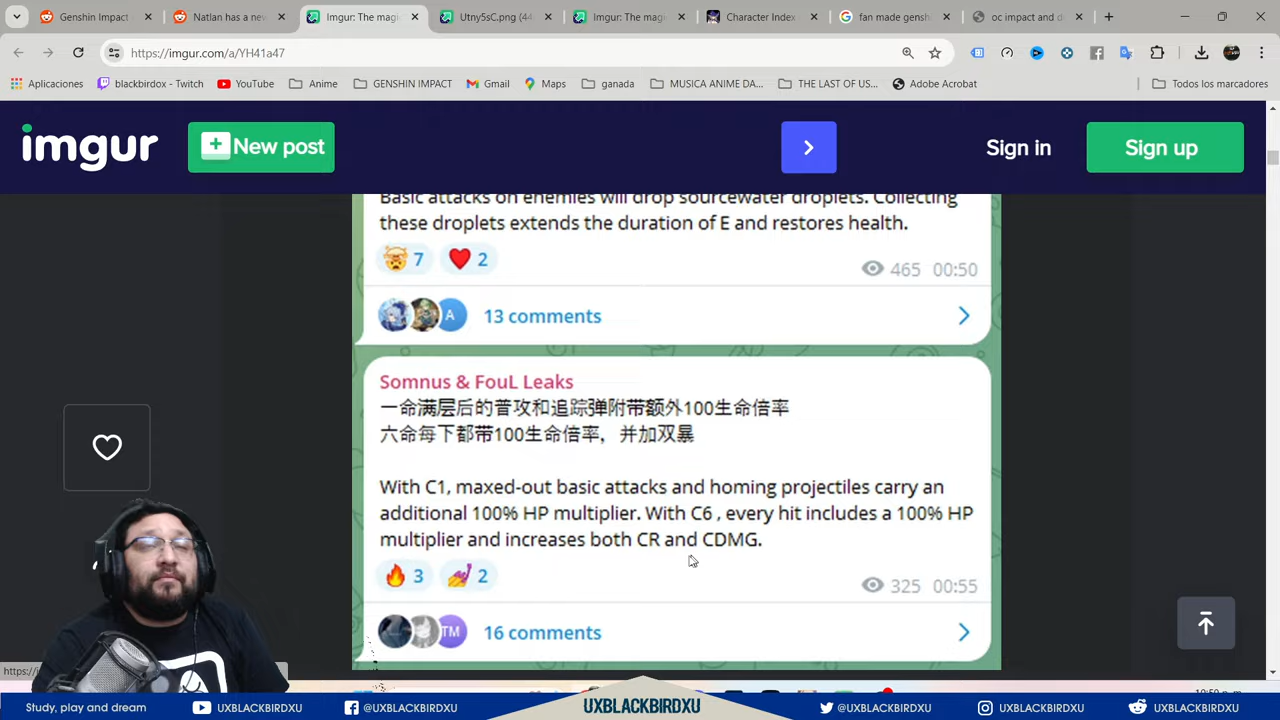 Genshin Impact
Natlan has a new
Imgur: The magi
Utny5sC.png (44
Imgur: The magi
Character Index
fan made gensh
oc impact and d
https://imgur.com/a/YH41a47
Aplicaciones
blackbirdox - Twitch
YouTube
Anime
GENSHIN IMPACT
Gmail
Maps
ganada
MUSICA ANIME DA...
THE LAST OF US...
Adobe Acrobat
Todos los marcadores
imgur
New post
Sign in
Sign up
Basic attacks on enemies will drop sourcewater droplets. Collecting
these droplets extends the duration of E and restores health.
7
2
465 00:50
A
13 comments
Somnus & FouL Leaks
一命满层后的普攻和追踪弹附带额外100生命倍率
六命每下都带100生命倍率，并加双暴
With C1, maxed-out basic attacks and homing projectiles carry an
additional 100% HP multiplier. With C6 , every hit includes a 100% HP
multiplier and increases both CR and CDMG.
3
2
325 00:55
TM
16 comments
Study, play and dream
UXBLACKBIRDXU
@UXBLACKBIRDXU
UXBLACKBIRDXU
@UXBLACKBIRDXU
UXBLACKBIRDXU
UXBLACKBIRDXU